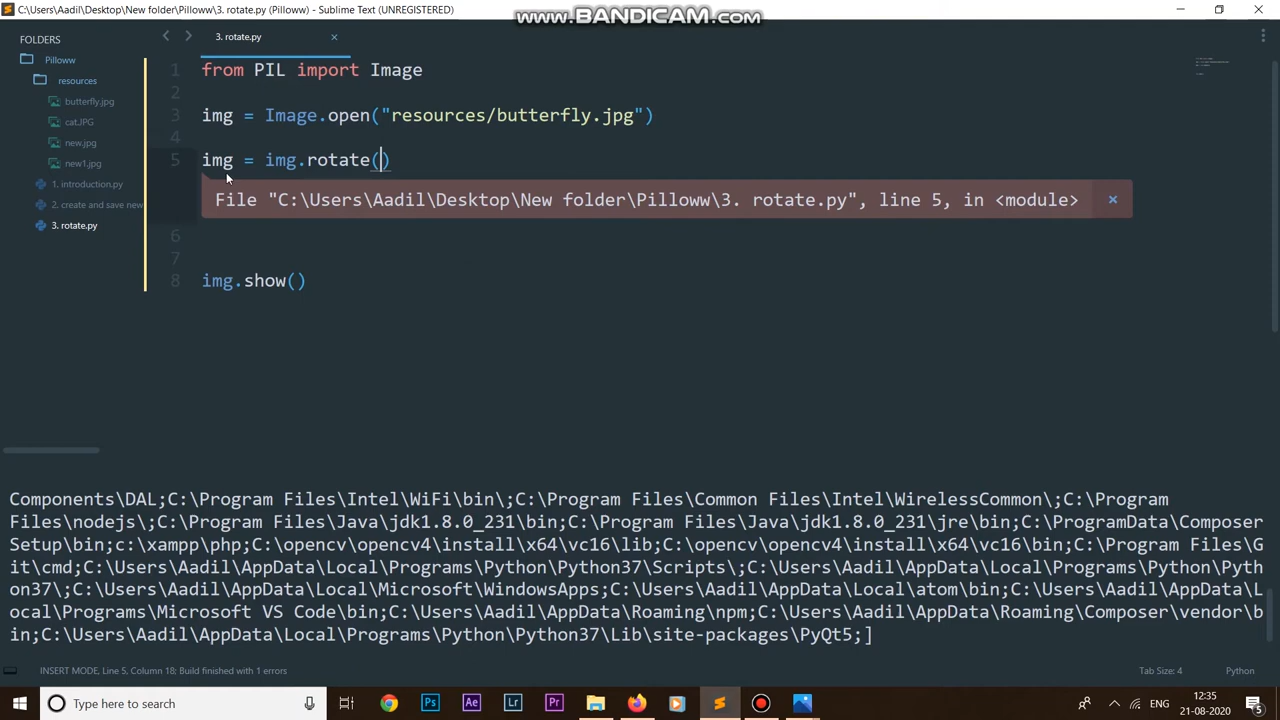 C:\Users\Aadil\Desktop\New folder\Pilloww\3. rotate.py (Pilloww) - Sublime Text (UNREGISTERED)
www.BANDICAM.com
FOLDERS
Pilloww
resources
butterfly.jpg
cat.JPG
new.jpg
new1.jpg
1. introduction.py
2. create and save new
3. rotate.py
3. rotate.py
1 from PIL import Image
2
3 img = Image.open("resources/butterfly.jpg")
4
5 img = img.rotate()
File "C:\Users\Aadil\Desktop\New folder\Pilloww\3. rotate.py", line 5, in <module>
6
7
8 img.show()
Components\DAL;C:\Program Files\Intel\WiFi\bin\;C:\Program Files\Common Files\Intel\WirelessCommon\;C:\Program
Files\nodejs\;C:\Program Files\Java\jdk1.8.0_231\bin;C:\Program Files\Java\jdk1.8.0_231\jre\bin;C:\ProgramData\Composer
Setup\bin;c:\xampp\php;C:\opencv\opencv4\install\x64\vc16\lib;C:\opencv\opencv4\install\x64\vc16\bin;C:\Program Files\G
it\cmd;C:\Users\Aadil\AppData\Local\Programs\Python\Python37\Scripts\;C:\Users\Aadil\AppData\Local\Programs\Python\Pyth
on37\;C:\Users\Aadil\AppData\Local\Microsoft\WindowsApps;C:\Users\Aadil\AppData\Local\atom\bin;C:\Users\Aadil\AppData\L
ocal\Programs\Microsoft VS Code\bin;C:\Users\Aadil\AppData\Roaming\npm;C:\Users\Aadil\AppData\Roaming\Composer\vendor\b
in;C:\Users\Aadil\AppData\Local\Programs\Python\Python37\Lib\site-packages\PyQt5;]
INSERT MODE, Line 5, Column 18; Build finished with 1 errors
Tab Size: 4
Python
Type here to search
Ps
Ae
Lr
Pr
ENG
12:35
21-08-2020
5